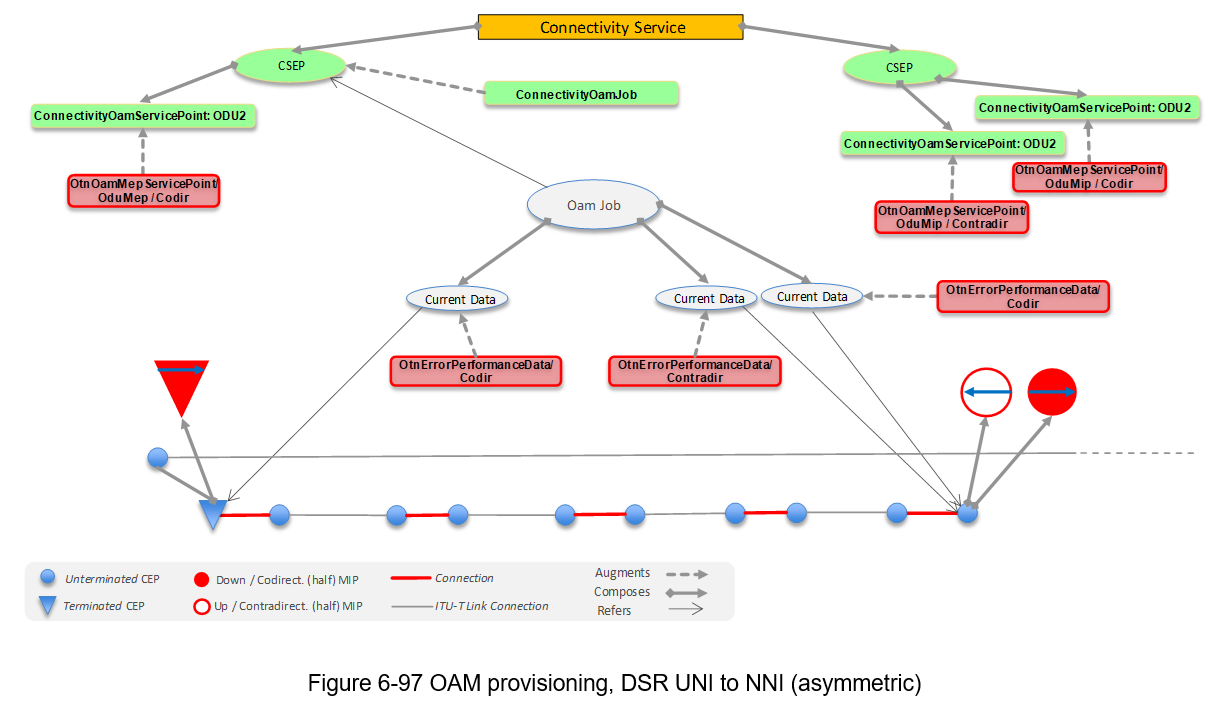 Connectivity Service
CSEP
CSEP
ConnectivityOamJob
ConnectivityOamServicePoint: ODU2
ConnectivityOamServicePoint: ODU2
ConnectivityOamServicePoint: ODU2
OtnOamMepServicePoint/
OduMep / Codir
OtnOamMepServicePoint/
OduMip / Codir
OtnOamMepServicePoint/
OduMip / Contradir
Oam Job
Current Data
Current Data
Current Data
OtnErrorPerformanceData/
Codir
OtnErrorPerformanceData/
Codir
OtnErrorPerformanceData/
Contradir
Unterminated CEP
Down / Codirect. (half) MIP
Connection
Augments
Composes
Terminated CEP
Up / Contradirect. (half) MIP
ITU-T Link Connection
Refers
Figure 6-97 OAM provisioning, DSR UNI to NNI (asymmetric)